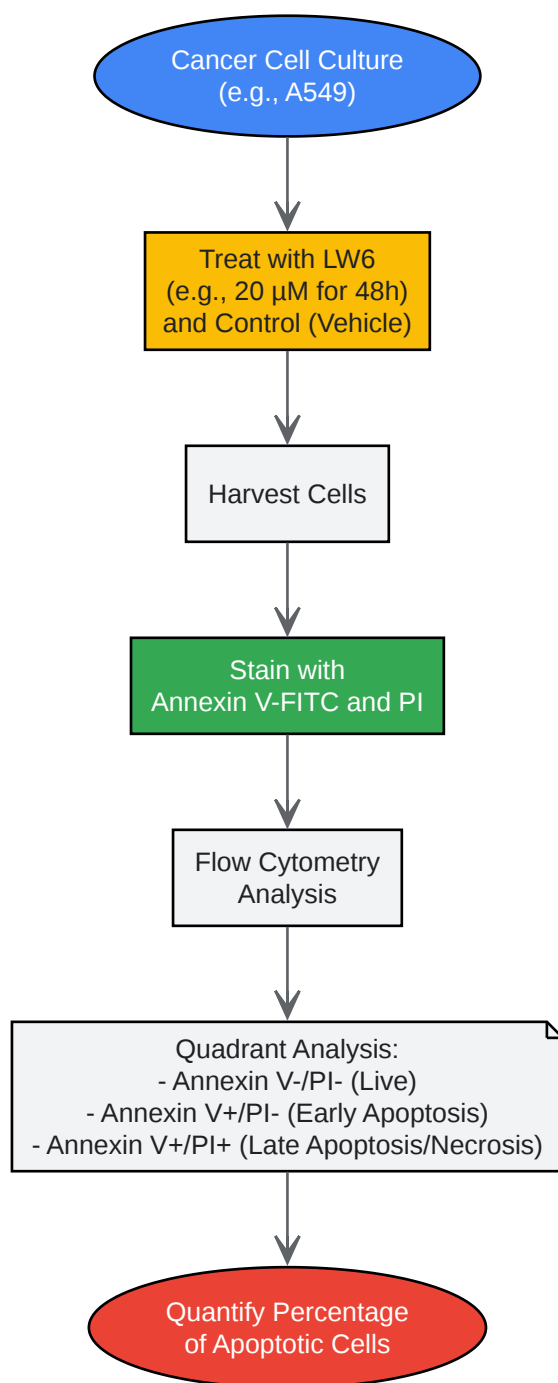 Cancer Cell Culture
(e.g., A549)
Treat with LW6
(e.g., 20 µM for 48h)
and Control (Vehicle)
Harvest Cells
Stain with
Annexin V-FITC and PI
Flow Cytometry
Analysis
Quadrant Analysis:
- Annexin V-/PI- (Live)
- Annexin V+/PI- (Early Apoptosis)
- Annexin V+/PI+ (Late Apoptosis/Necrosis)
Quantify Percentage
of Apoptotic Cells